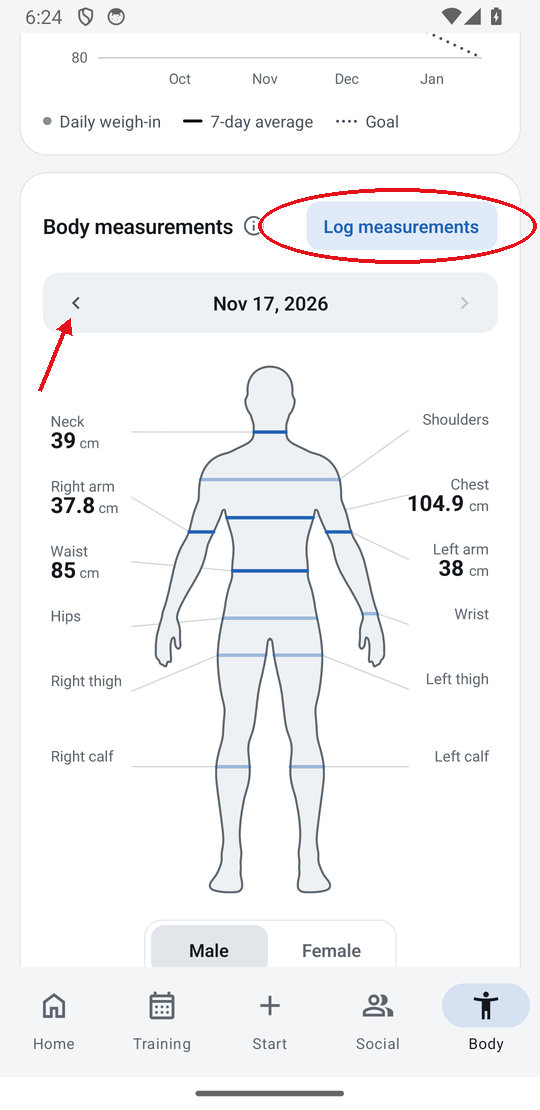 6:24
80
Oct Nov Dec Jan
Daily weigh-in 7-day average Goal
Body measurements Log measurements
Nov 17, 2026
Neck
39 cm
Shoulders
Right arm
37.8 cm
Chest
104.9 cm
Waist
85 cm
Left arm
38 cm
Hips
Wrist
Right thigh
Left thigh
Right calf
Left calf
Male Female
Home Training Start Social Body